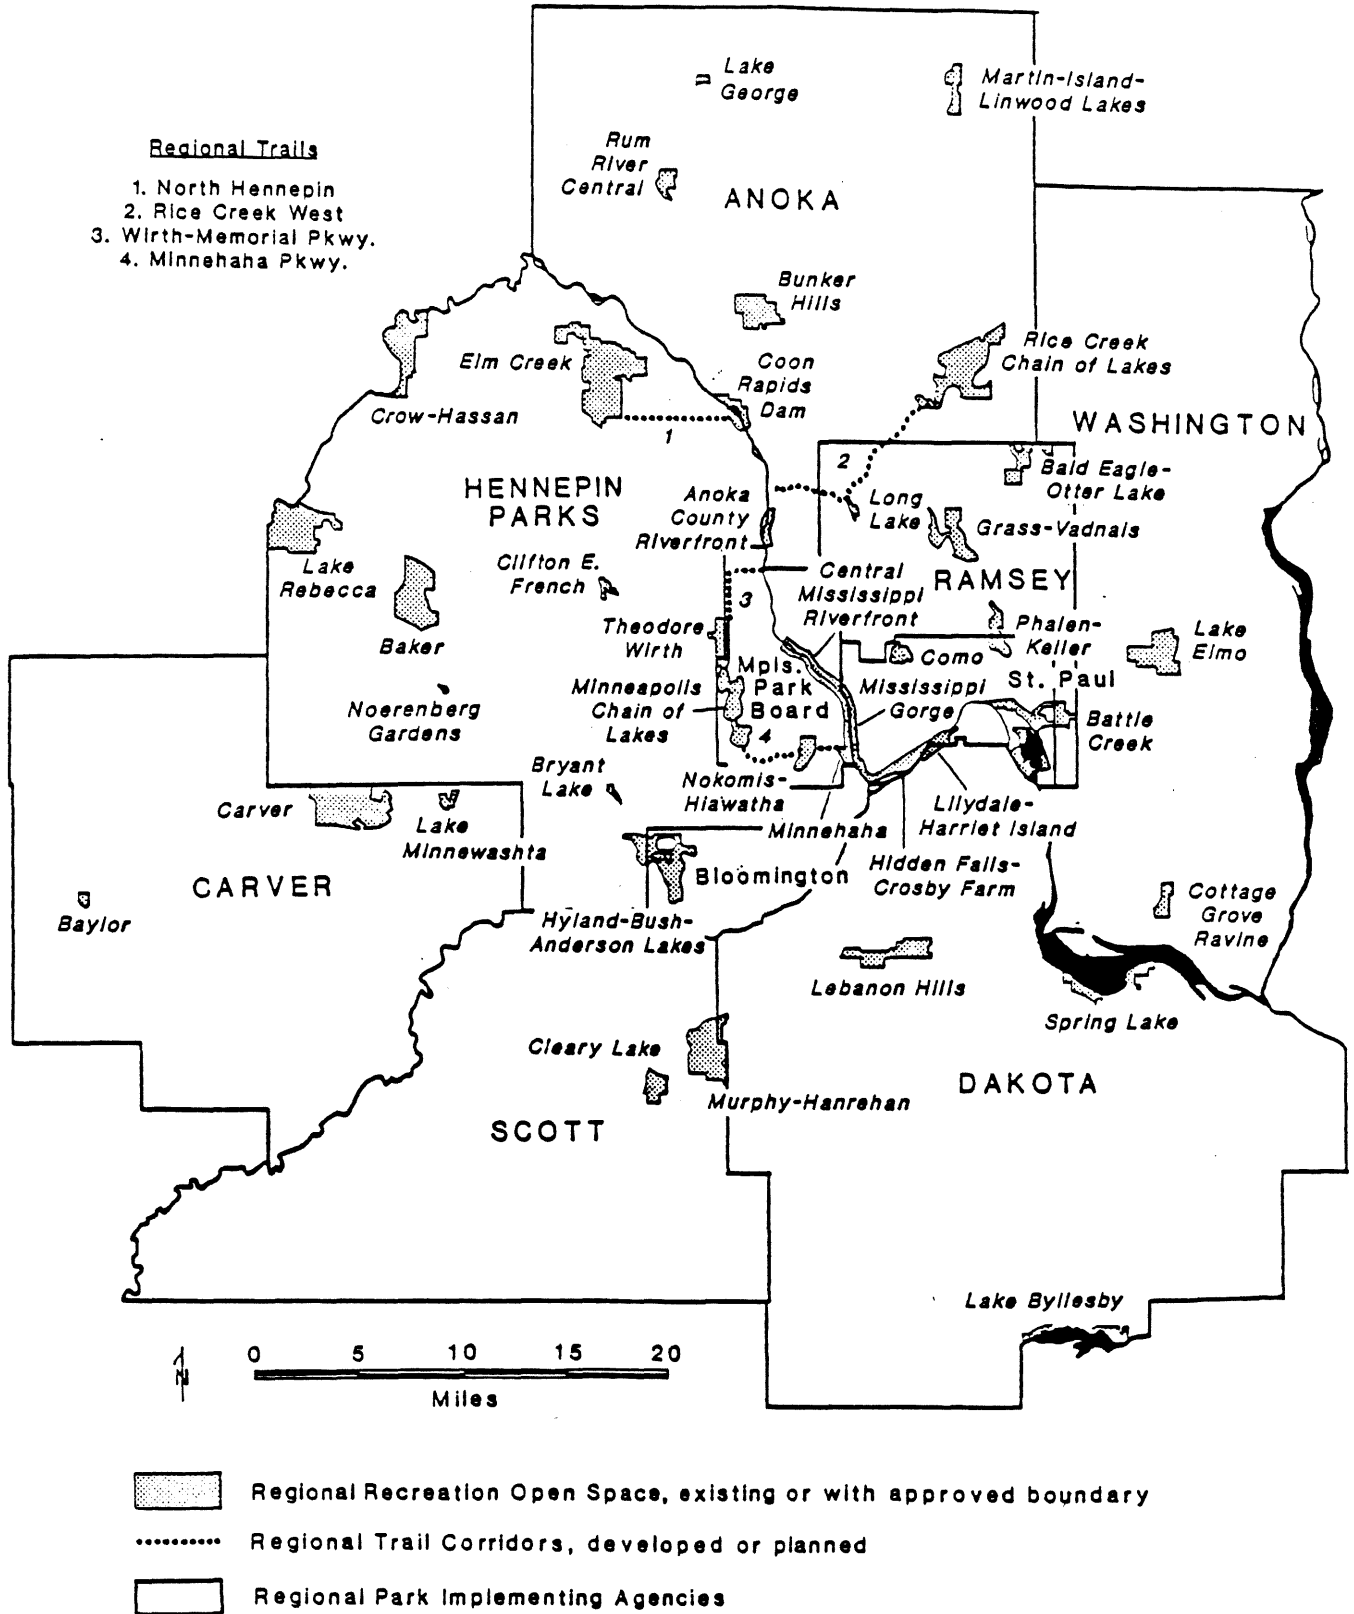 Lake
George
Martin-Island-
Linwood Lakes
Regional Trails
1. North Hennepin
2. Rice Creek West
3. Wirth-Memorial Pkwy.
4. Minnehaha Pkwy.
Rum
River
Central
ANOKA
Bunker
Hills
Elm Creek
Coon
Rapids
Dam
Rice Creek
Chain of Lakes
Crow-Hassan
1
WASHINGTON
2
Bald Eagle-
Otter Lake
HENNEPIN
PARKS
Anoka
County
Riverfront
Long
Lake
Grass-Vadnais
Lake
Rebecca
Clifton E.
French
3
Central
Mississippi
Riverfront
RAMSEY
Baker
Theodore
Wirth
Como
Phalen-
Keller
Lake
Elmo
Mpls.
Park
Board
St. Paul
Minneapolis
Chain of
Lakes
Mississippi
Gorge
Noerenberg
Gardens
4
Battle
Creek
Bryant
Lake
Nokomis-
Hiawatha
Carver
Lake
Minnewashta
Minnehaha
Lilydale-
Harriet Island
Hidden Falls-
Crosby Farm
CARVER
Bloomington
Baylor
Hyland-Bush-
Anderson Lakes
Cottage
Grove
Ravine
Lebanon Hills
Spring Lake
Cleary Lake
DAKOTA
Murphy-Hanrehan
SCOTT
Lake Byllesby
N
0 5 10 15 20
Miles
Regional Recreation Open Space, existing or with approved boundary
Regional Trail Corridors, developed or planned
Regional Park Implementing Agencies